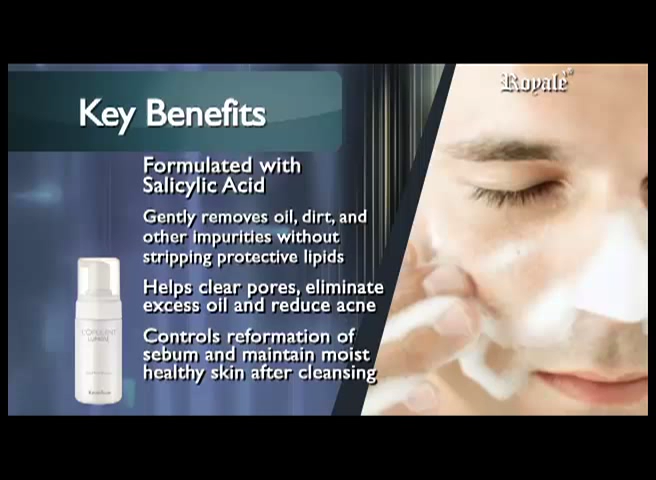 Royale
Key Benefits
Formulated with
Salicylic Acid
Gently removes oil, dirt, and
other impurities without
stripping protective lipids
Helps clear pores, eliminate
excess oil and reduce acne
Controls reformation of
sebum and maintain moist
healthy skin after cleansing
L'OPULENT